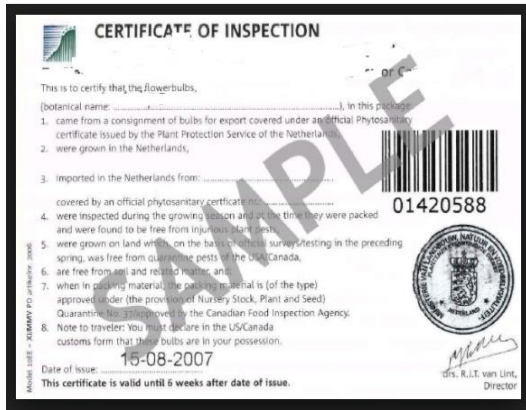 CERTIFICATE OF INSPECTION
or C
This is to certify that the flowerbulbs,
(botanical name: ........................................), in this package
1. came from a consignment of bulbs for export covered under an official Phytosanitary
certificate issued by the Plant Protection Service of the Netherlands,
2. were grown in the Netherlands,
3. imported in the Netherlands from: ........................................
covered by an official phytosanitary certficate nr.: ........................
4. were inspected during the growing season and at the time they were packed
and were found to be free from injurious plant pests,
5. were grown on land which, on the basis of official surveys/testing in the preceding
spring, was free from quarantine pests of the USA/Canada,
6. are free from soil and related matter, and
7. when in packing material, the packing material is (of the type)
approved under (the provision of Nursery Stock, Plant and Seed)
Quarantine 37/approved by the Canadian Food Inspection Agency.
8. Note to traveler: You must declare in the US/Canada
customs form that these bulbs are in your possession.
15-08-2007
Date of issue:
This certificate is valid until 6 weeks after date of issue.
01420588
NEDERLAND
drs. R.I.T. van Lint,
Director
SAMPLE